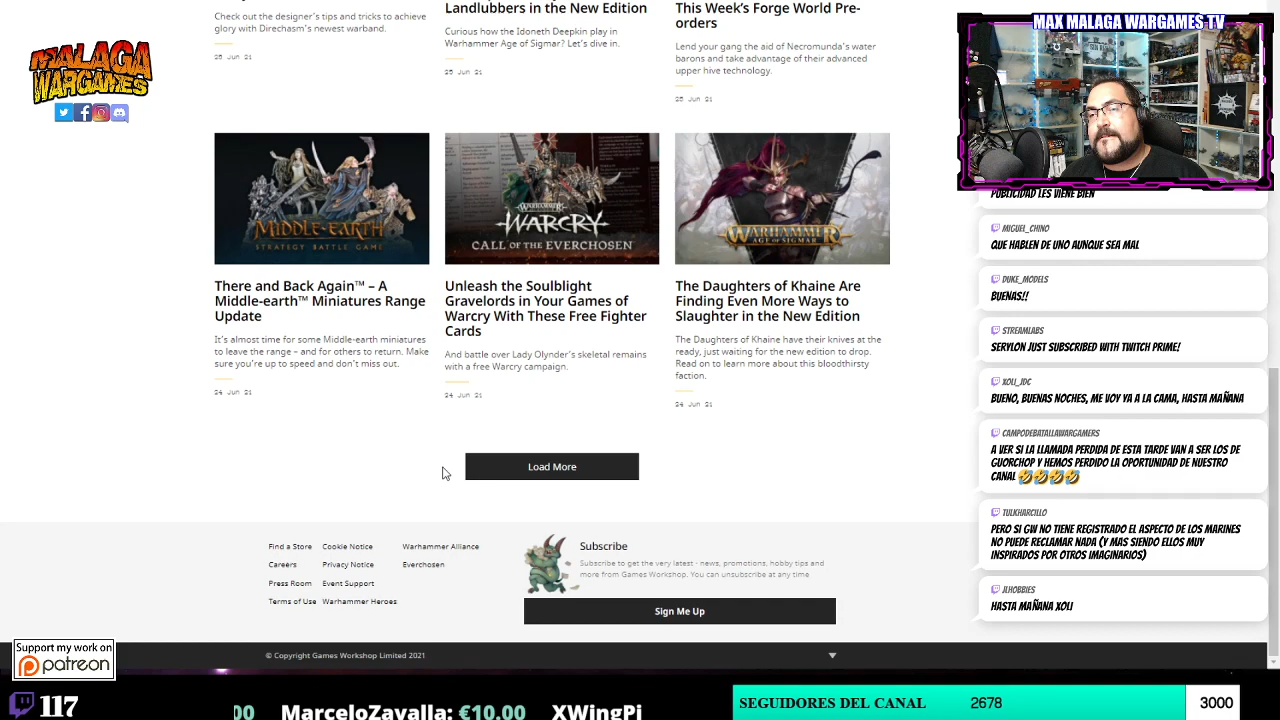 Check out the designer's tips and tricks to achieve
glory with Direchasm's newest warband.
25 Jun 21
Landlubbers in the New Edition
Curious how the Idoneth Deepkin play in
Warhammer Age of Sigmar? Let's dive in.
25 Jun 21
This Week's Forge World Pre-
orders
Lend your gang the aid of Necromunda's water
barons and take advantage of their advanced
upper hive technology.
25 Jun 21
MALAGA
WARGAMES
MIDDLE-EARTH
STRATEGY BATTLE GAME
There and Back Again™ – A
Middle-earth™ Miniatures Range
Update
It's almost time for some Middle-earth miniatures
to leave the range – and for others to return. Make
sure you're up to speed and don't miss out.
24 Jun 21
WARCRY
CALL OF THE EVERCHOSEN
Unleash the Soulblight
Gravelords in Your Games of
Warcry With These Free Fighter
Cards
And battle over Lady Olynder's skeletal remains
with a free Warcry campaign.
24 Jun 21
WARHAMMER
AGE OF SIGMAR
The Daughters of Khaine Are
Finding Even More Ways to
Slaughter in the New Edition
The Daughters of Khaine have their knives at the
ready, just waiting for the new edition to drop.
Read on to learn more about this bloodthirsty
faction.
24 Jun 21
Load More
Find a Store
Cookie Notice
Warhammer Alliance
Careers
Privacy Notice
Everchosen
Press Room
Event Support
Terms of Use
Warhammer Heroes
Subscribe
Subscribe to get the very latest - news, promotions, hobby tips and
more from Games Workshop. You can unsubscribe at any time
Sign Me Up
© Copyright Games Workshop Limited 2021
MAX MALAGA WARGAMES TV
PUBLICIDAD LES VIENE BIEN
MIGUEL_CHINO
QUE HABLEN DE UNO AUNQUE SEA MAL
DUKE_MODELS
BUENAS!!
STREAMLABS
SERYLON JUST SUBSCRIBED WITH TWITCH PRIME!
XOLI_JDC
BUENO, BUENAS NOCHES, ME VOY YA A LA CAMA, HASTA MAÑANA
CAMPODEBATALLAWARGAMERS
A VER SI LA LLAMADA PERDIDA DE ESTA TARDE VAN A SER LOS DE
GUORCHOP Y HEMOS PERDIDO LA OPORTUNIDAD DE NUESTRO
CANAL 🤣🤣🤣🤣
TULKHARCILLO
PERO SI GW NO TIENE REGISTRADO EL ASPECTO DE LOS MARINES
NO PUEDE RECLAMAR NADA (Y MAS SIENDO ELLOS MUY
INSPIRADOS POR OTROS IMAGINARIOS)
JLHOBBIES
HASTA MAÑANA XOLI
Support my work on
patreon
117
00 MarceloZavalla: €10.00 XWingPi
SEGUIDORES DEL CANAL 2678 3000